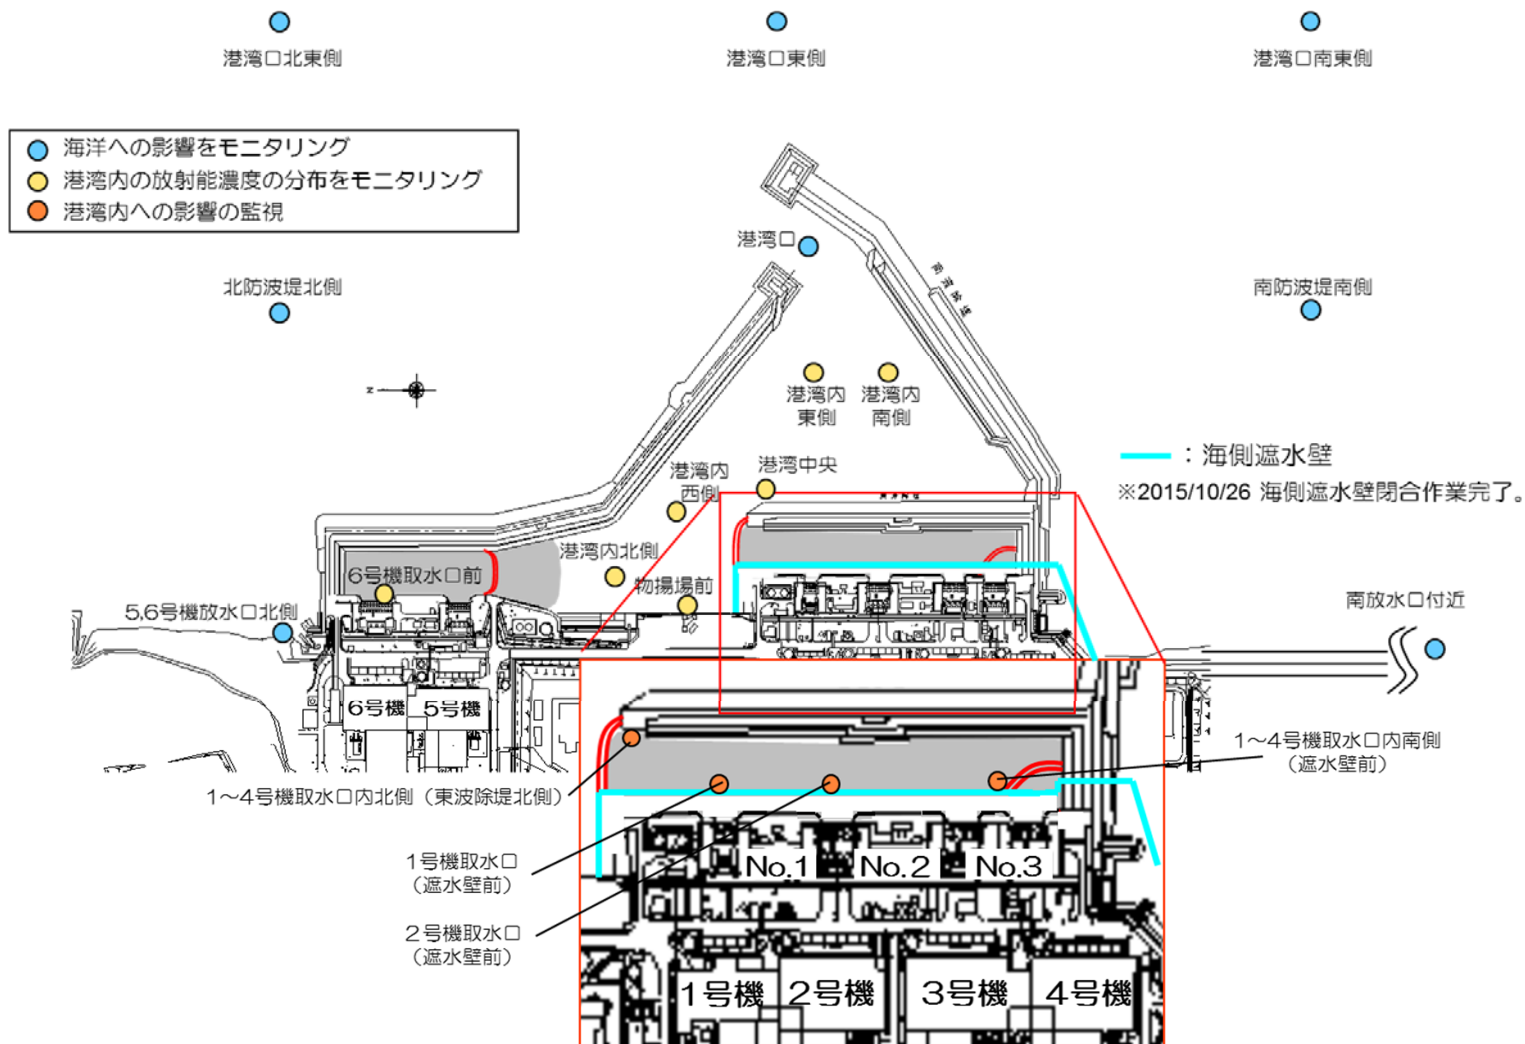 港湾口北東側
港湾口東側
港湾口南東側
海洋への影響をモニタリング
港湾内の放射能濃度の分布をモニタリング
港湾内への影響の監視
港湾口
北防波堤北側
南防波堤南側
港湾内
東側
港湾内
南側
：海側遮水壁
※2015/10/26 海側遮水壁閉合作業完了。
港湾中央
港湾内
西側
港湾内北側
物揚場前
6号機取水口前
5,6号機放水口北側
南放水口付近
6号機
5号機
1～4号機取水口内南側
（遮水壁前）
1～4号機取水口内北側（東波除堤北側）
1号機取水口
（遮水壁前）
2号機取水口
（遮水壁前）
No.1
No.2
No.3
1号機
2号機
3号機
4号機